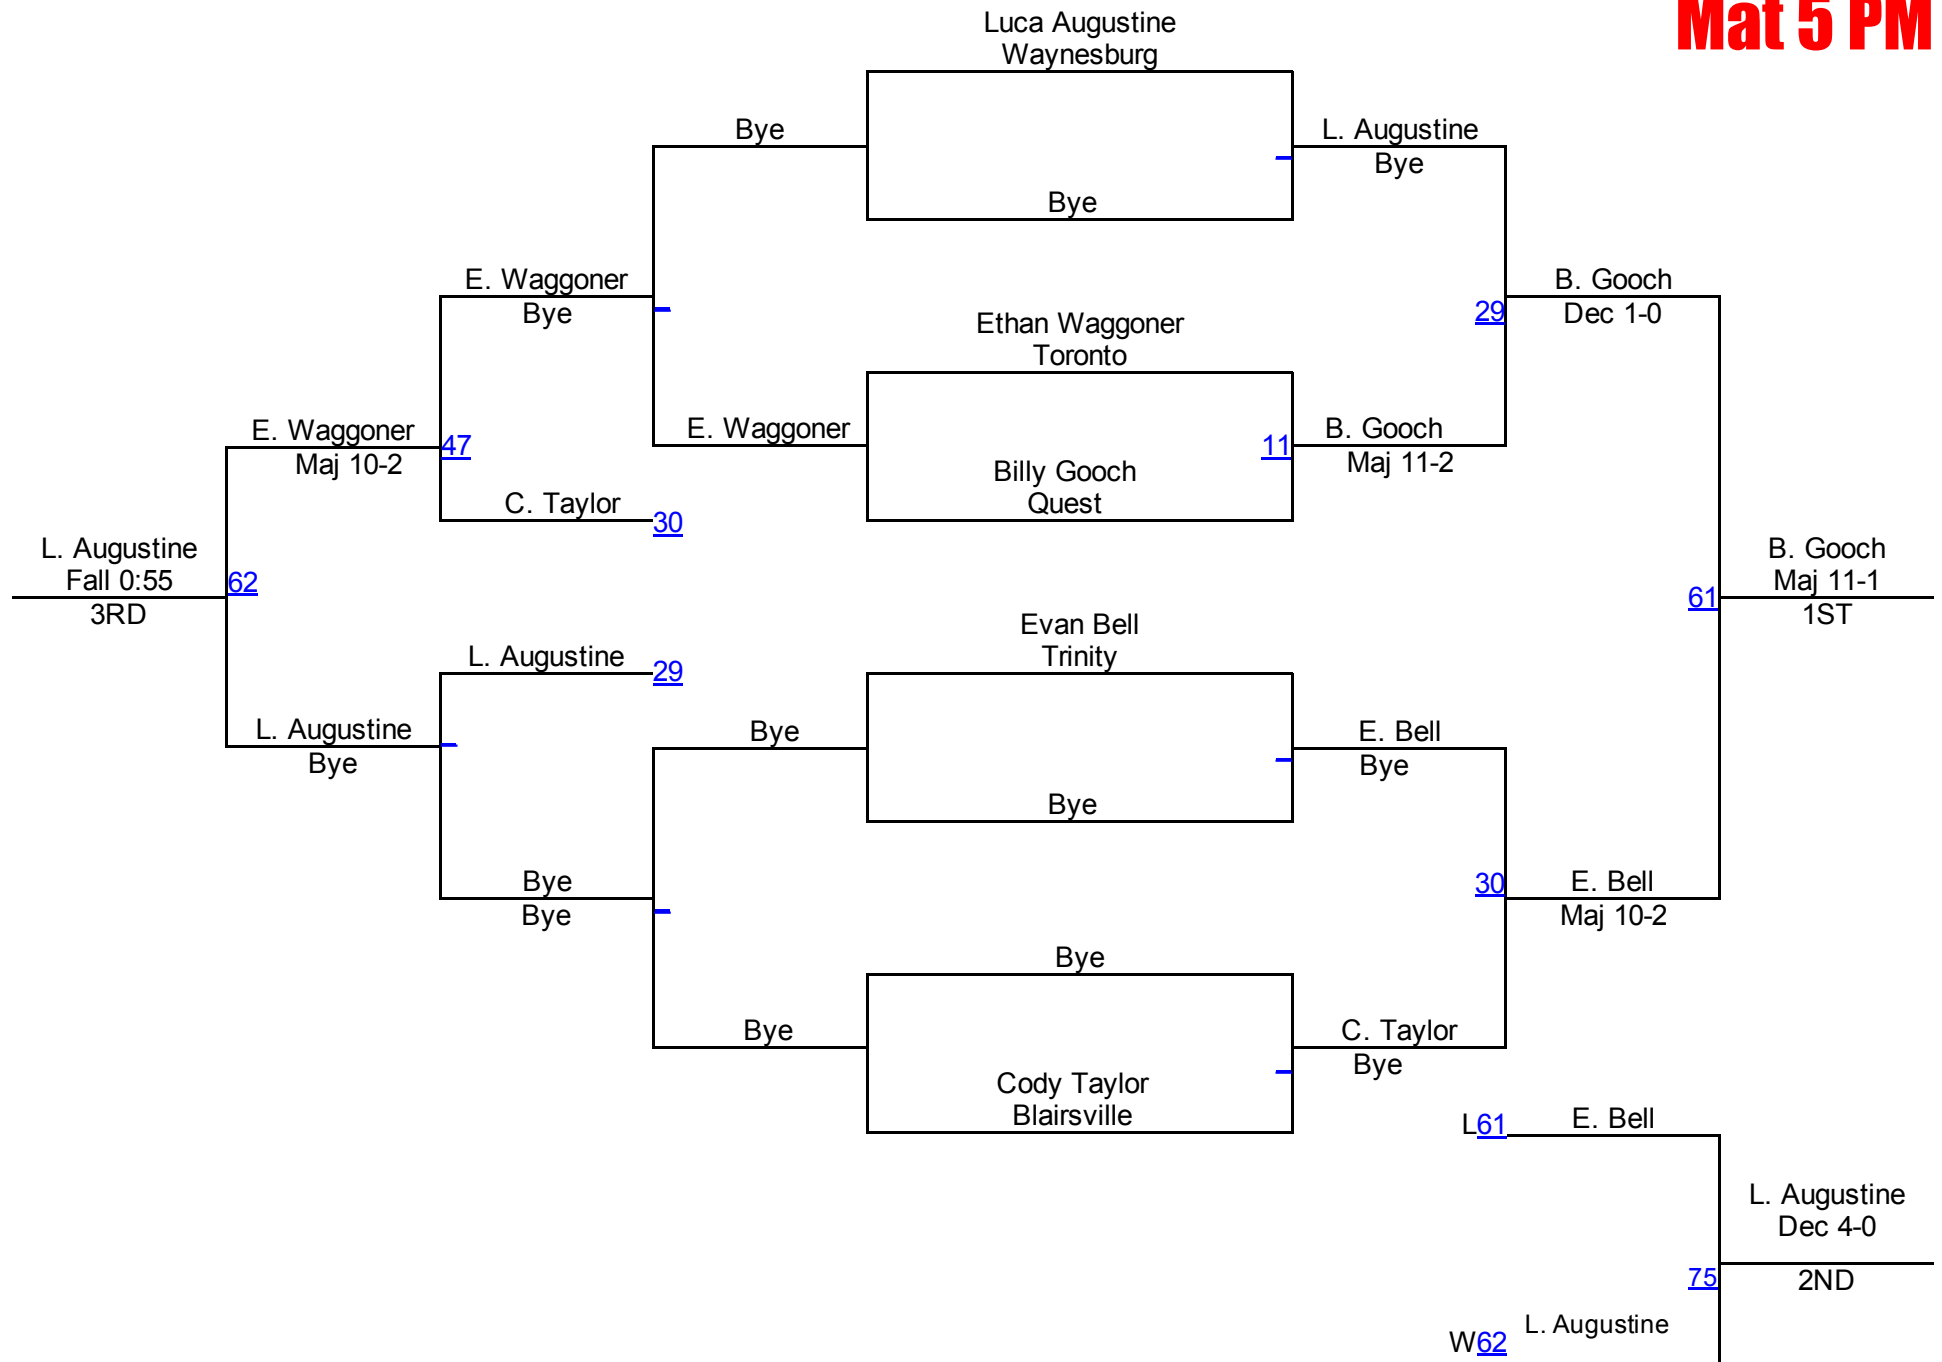 Mat 5 PM
Luca Augustine
Waynesburg
Bye
L. Augustine
Bye
Bye
E. Waggoner
Bye
B. Gooch
Dec 1-0
29
Ethan Waggoner
Toronto
E. Waggoner
Maj 10-2
47
E. Waggoner
11
B. Gooch
Maj 11-2
Billy Gooch
Quest
C. Taylor
30
L. Augustine
Fall 0:55
3RD
62
B. Gooch
Maj 11-1
1ST
61
Evan Bell
Trinity
L. Augustine
29
L. Augustine
Bye
Bye
E. Bell
Bye
Bye
Bye
Bye
30
E. Bell
Maj 10-2
Bye
Bye
C. Taylor
Bye
Cody Taylor
Blairsville
L61
E. Bell
L. Augustine
Dec 4-0
2ND
75
L. Augustine
W62